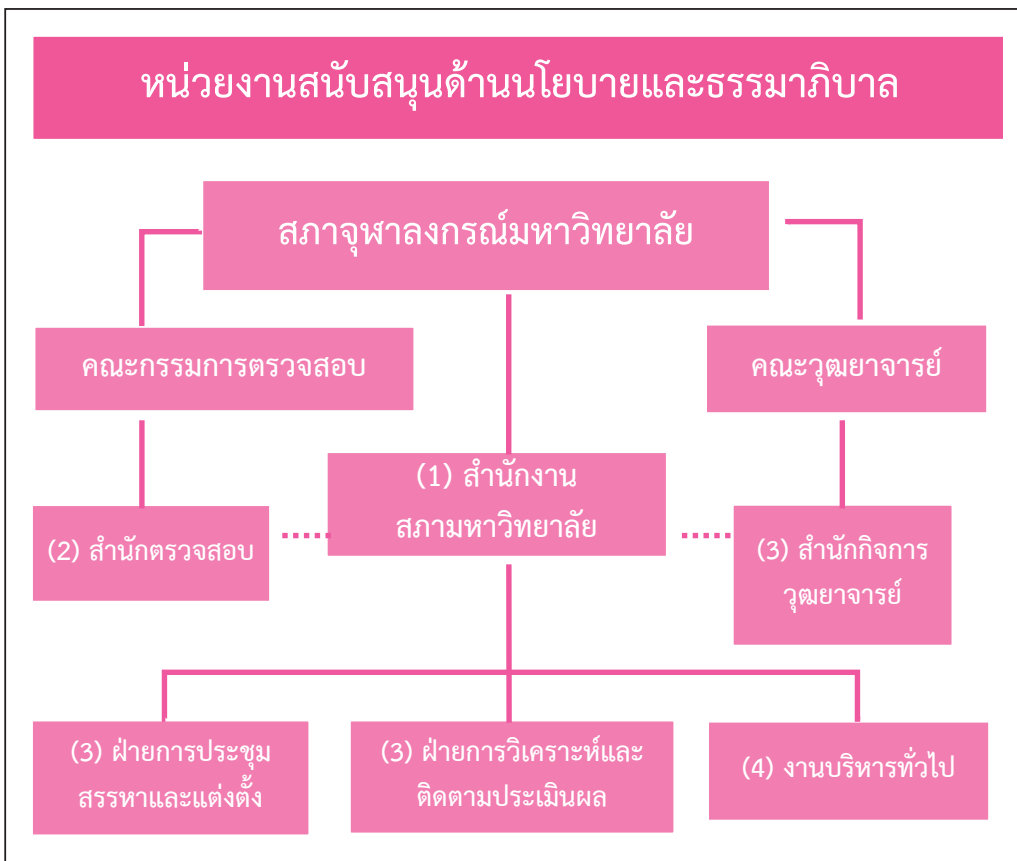 หน่วยงานสนับสนุนด้านนโยบายและธรรมาภิบาล
สภาจุฬาลงกรณ์มหาวิทยาลัย
คณะกรรมการตรวจสอบ
คณะวุฒยาจารย์
(1) สำนักงาน
สภามหาวิทยาลัย
(2) สำนักตรวจสอบ
(3) สำนักกิจการ
วุฒยาจารย์
(3) ฝ่ายการประชุม
สรรหาและแต่งตั้ง
(3) ฝ่ายการวิเคราะห์และ
ติดตามประเมินผล
(4) งานบริหารทั่วไป